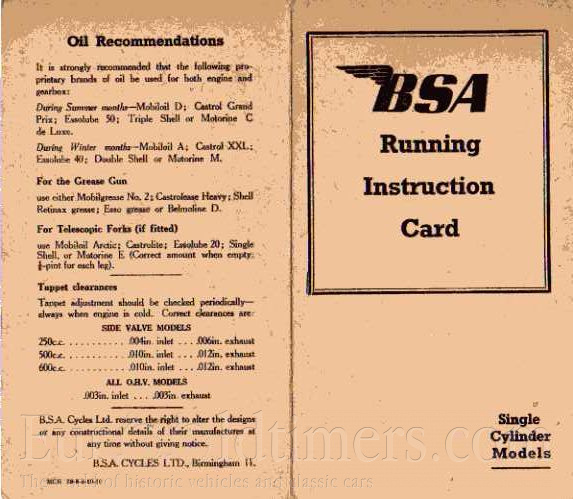 Oil Recommendations
It is strongly recommended that the following pro-
prietary brands of oil be used for both engine and
gearbox:
During Summer months—Mobiloil D; Castrol Grand
Prix; Essolube 50; Triple Shell or Motorine C
de Luxe.
During Winter months—Mobiloil A; Castrol XXL;
Essolube 40; Double Shell or Motorine M.
For the Grease Gun
use either Mobilgrease No. 2; Castrolease Heavy; Shell
Retinax grease; Esso grease or Belmoline D.
For Telescopic Forks (if fitted)
use Mobiloil Arctic; Castrolite; Essolube 20; Single
Shell, or Motorine E (Correct amount when empty,
-pint for each leg).
Tappet clearances
Tappet adjustment should be checked periodically—
always when engine is cold. Correct clearances are:
SIDE VALVE MODELS
250c.c. .......... .004in. inlet .... .006in. exhaust
500c.c. .......... .010in. inlet .... .012in. exhaust
600c.c. .......... .010in. inlet .... .012in. exhaust
ALL O.H.V. MODELS
.003in. inlet .... .003in. exhaust
B.S.A. Cycles Ltd. reserve the right to alter the designs
or any constructional details of their manufactures at
any time without giving notice.
B.S.A. CYCLES LTD., Birmingham 11.
MCR
BSA
Running
Instruction
Card
Single
Cylinder
Models
The of historic vehicles and classic cars